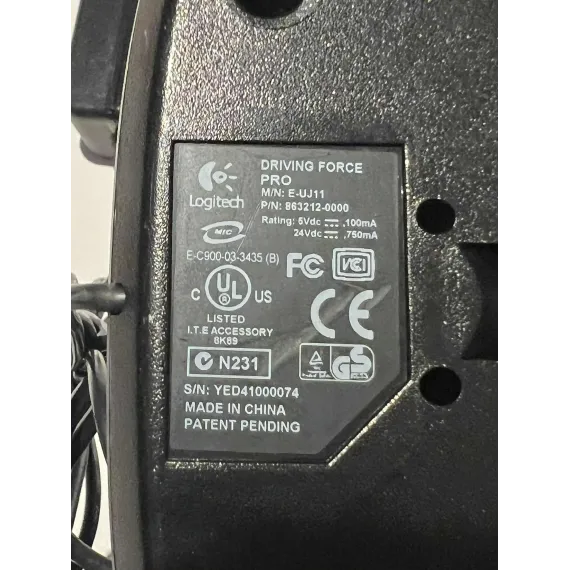 DRIVING FORCE
PRO
Logitech
M/N: E-UJ11
P/N: 863212-0000
Rating: 5Vdc ⎓ .100mA
24Vdc ⎓ .750mA
MIC
E-C900-03-3435 (B)
FC
VCI
C UL US
®
LISTED
I.T.E ACCESSORY
6K69
CE
N231
GS
S/N: YED41000074
MADE IN CHINA
PATENT PENDING